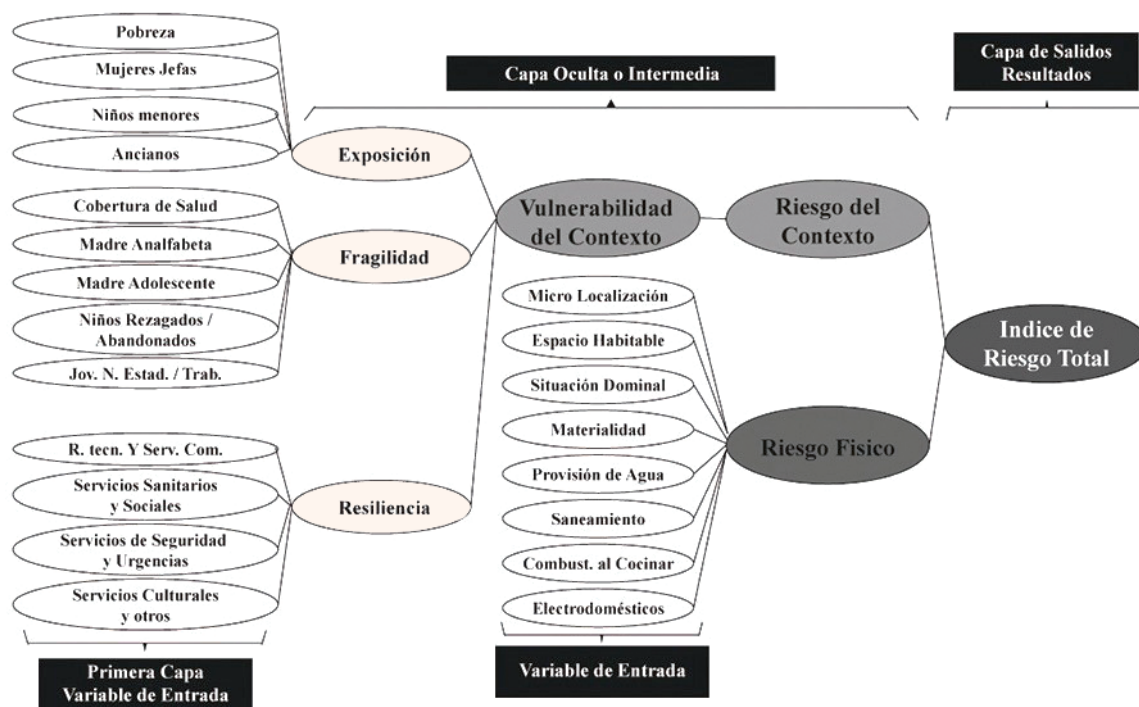 Pobreza
Mujeres Jefas
Niños menores
Ancianos
Cobertura de Salud
Madre Analfabeta
Madre Adolescente
Niños Rezagados /
Abandonados
Jov. N. Estad. / Trab.
R. tecn. Y Serv. Com.
Servicios Sanitarios
y Sociales
Servicios de Seguridad
y Urgencias
Servicios Culturales
y otros
Primera Capa
Variable de Entrada
Capa Oculta o Intermedia
Exposición
Fragilidad
Resiliencia
Vulnerabilidad
del Contexto
Riesgo del
Contexto
Micro Localización
Espacio Habitable
Situación Dominal
Materialidad
Provisión de Agua
Saneamiento
Combust. al Cocinar
Electrodomésticos
Variable de Entrada
Riesgo Fisico
Capa de Salidos
Resultados
Indice de
Riesgo Total